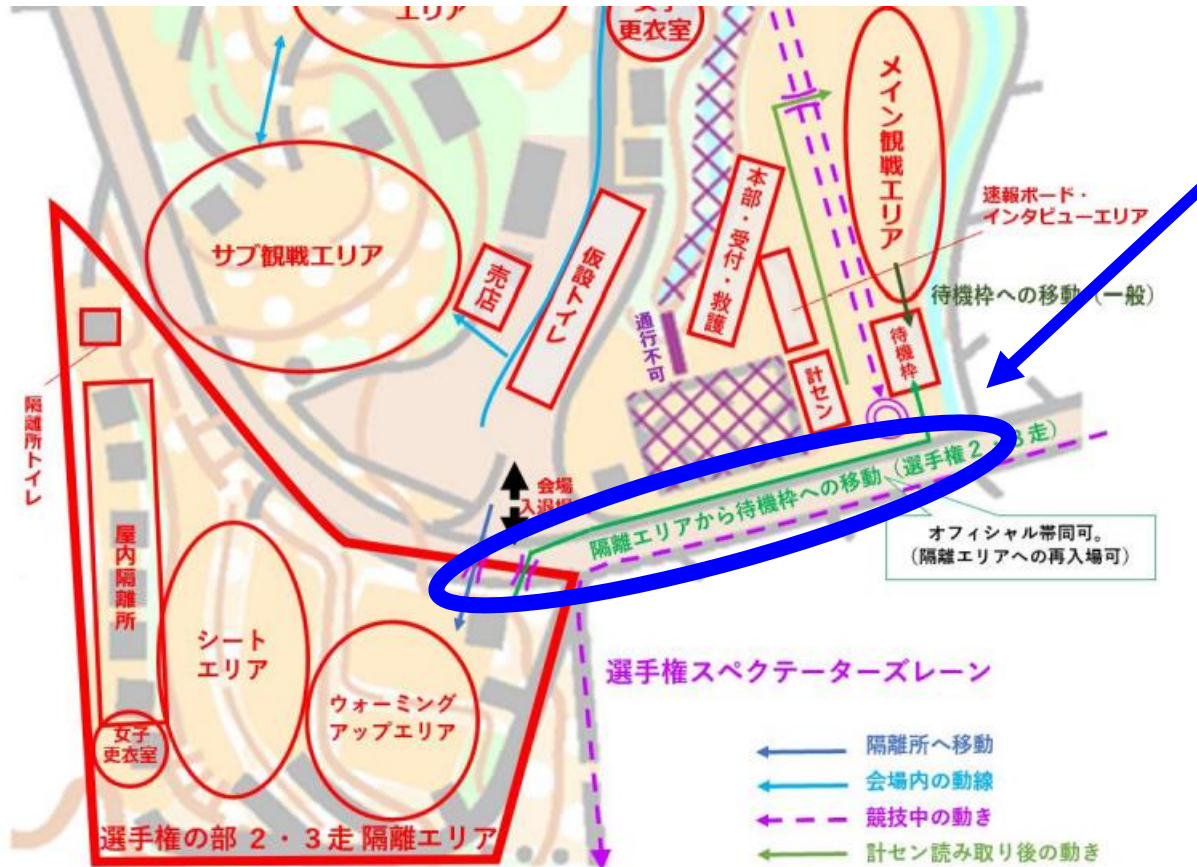 エリア
女子
更衣室
メイン観戦エリア
本部・受付・救護
速報ボード・
インタビューエリア
サブ観戦エリア
売店
仮設トイレ
待機枠への移動（一般）
通行不可
待機枠
計セン
隔離所トイレ
会場
入退場
隔離エリアから待機枠への移動（選手権２・３走）
オフィシャル帯同可。
（隔離エリアへの再入場可）
屋内隔離所
シート
エリア
ウォーミング
アップエリア
選手権スペクテーターズレーン
女子
更衣室
隔離所へ移動
会場内の動線
競技中の動き
選手権の部 ２・３走 隔離エリア
計セン読み取り後の動き